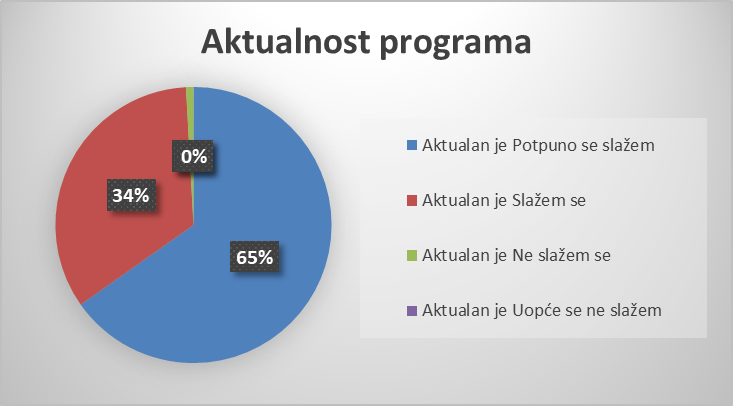 Aktualnost programa
0%
34%
65%
Aktualan je Potpuno se slažem
Aktualan je Slažem se
Aktualan je Ne slažem se
Aktualan je Uopće se ne slažem